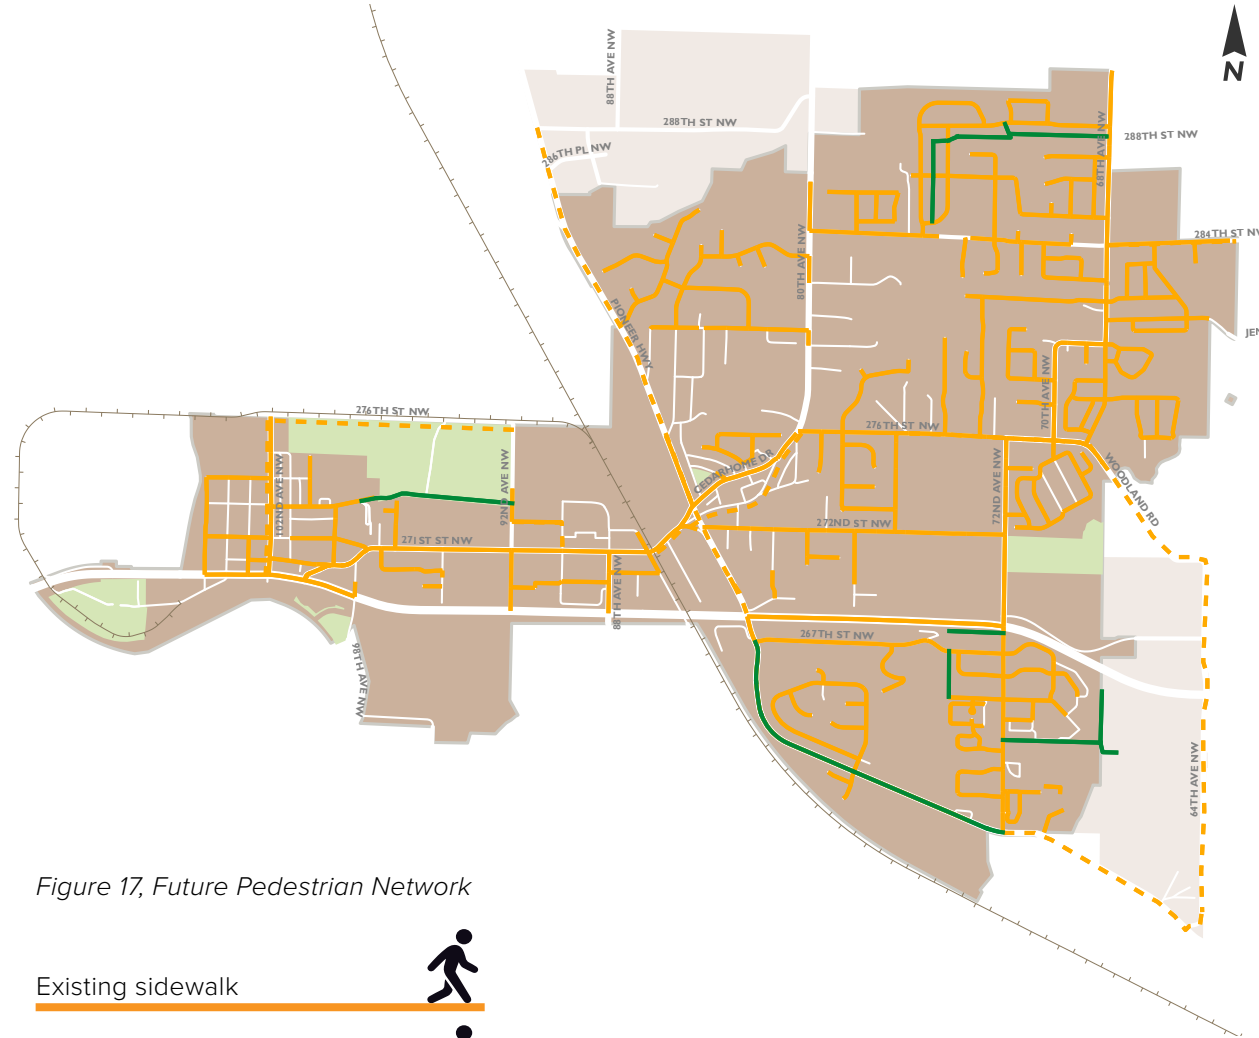 88TH AVE NW
N
288TH ST NW
288TH ST NW
286TH PL NW
68TH AVE NW
284TH ST NW
80TH AVE NW
PIONEER HWY
JEN
70TH AVE NW
276TH ST NW
276TH ST NW
CEDARHOME DR
WOODLAND RD
102ND AVE NW
92ND AVE NW
72ND AVE NW
272ND ST NW
271ST ST NW
88TH AVE NW
267TH ST NW
98TH AVE NW
64TH AVE NW
Figure 17, Future Pedestrian Network
Existing sidewalk